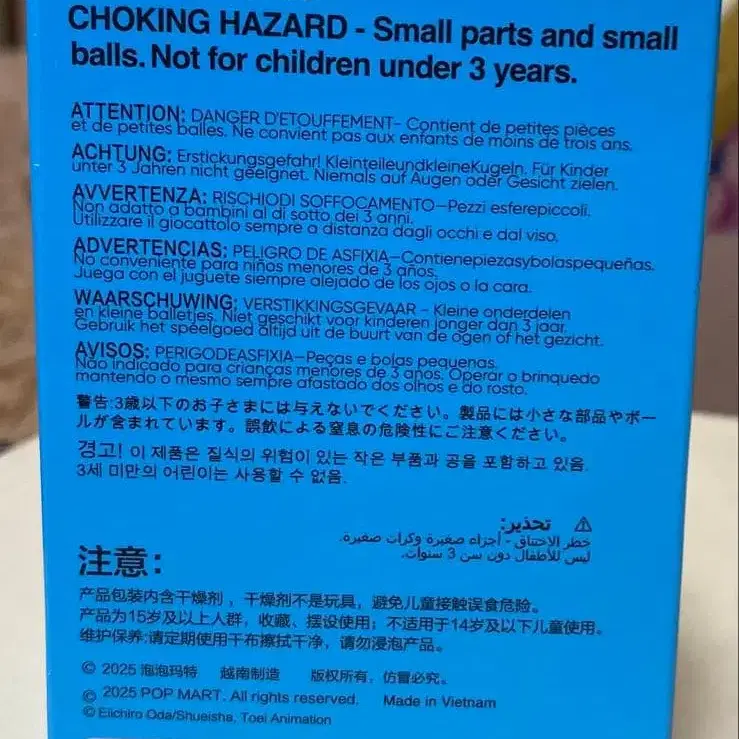 CHOKING HAZARD - Small parts and small
balls. Not for children under 3 years.
ATTENTION: DANGER D'ETOUFFEMENT- Contient de petites pièces
et de petites balles. Ne convient pas aux enfants de moins de trois ans.
ACHTUNG: Erstickungsgefahr! KleinteileundkleineKugeln. Für Kinder
unter 3 Jahren nicht geeignet. Niemals auf Augen oder Gesicht zielen.
AVVERTENZA: RISCHIODI SOFFOCAMENTO-Pezzi esferepiccoli.
Non adatto a bambini al di sotto dei 3 anni.
Utilizzare il giocattolo sempre a distanza dagli occhi e dal viso.
ADVERTENCIAS: PELIGRO DE ASFIXIA-Contienepiezasybolaspequeñas.
No conveniente para niños menores de 3 años.
Juega con el juguete siempre alejado de los ojos o la cara.
WAARSCHUWING: VERSTIKKINGSGEVAAR - Kleine onderdelen
en kleine balletjes. Niet geschikt voor kinderen jonger dan 3 jaar.
Gebruik het speelgoed altijd uit de buurt van de ogen of het gezicht.
AVISOS: PERIGODEASFIXIA-Peças e bolas pequenas.
Não indicado para crianças menores de 3 años. Operar o brinquedo
mantendo o mesmo sempre afastado dos olhos e do rosto.
警告:3歳以下のお子さまには与えないでください。製品には小さな部品やボー
ルが含まれています。誤飲による窒息の危険性にご注意ください。
경고! 이 제품은 질식의 위험이 있는 작은 부품과 공을 포함하고 있음.
3세 미만의 어린이는 사용할 수 없음.
⚠ تحذير:
خطر الاختناق - أجزاء صغيرة وكرات صغيرة.
ليس للأطفال دون سن 3 سنوات.
注意:
产品包装内含干燥剂，干燥剂不是玩具，避免儿童接触误食危险。
产品为15岁及以上人群，收藏、摆设使用；不适用于14岁及以下儿童使用。
维护保养:请定期使用干布擦拭干净，请勿浸泡产品。
© 2025 泡泡玛特 越南制造 版权所有，仿冒必究。
© 2025 POP MART. All rights reserved. Made in Vietnam
© Eiichiro Oda/Shueisha, Toei Animation